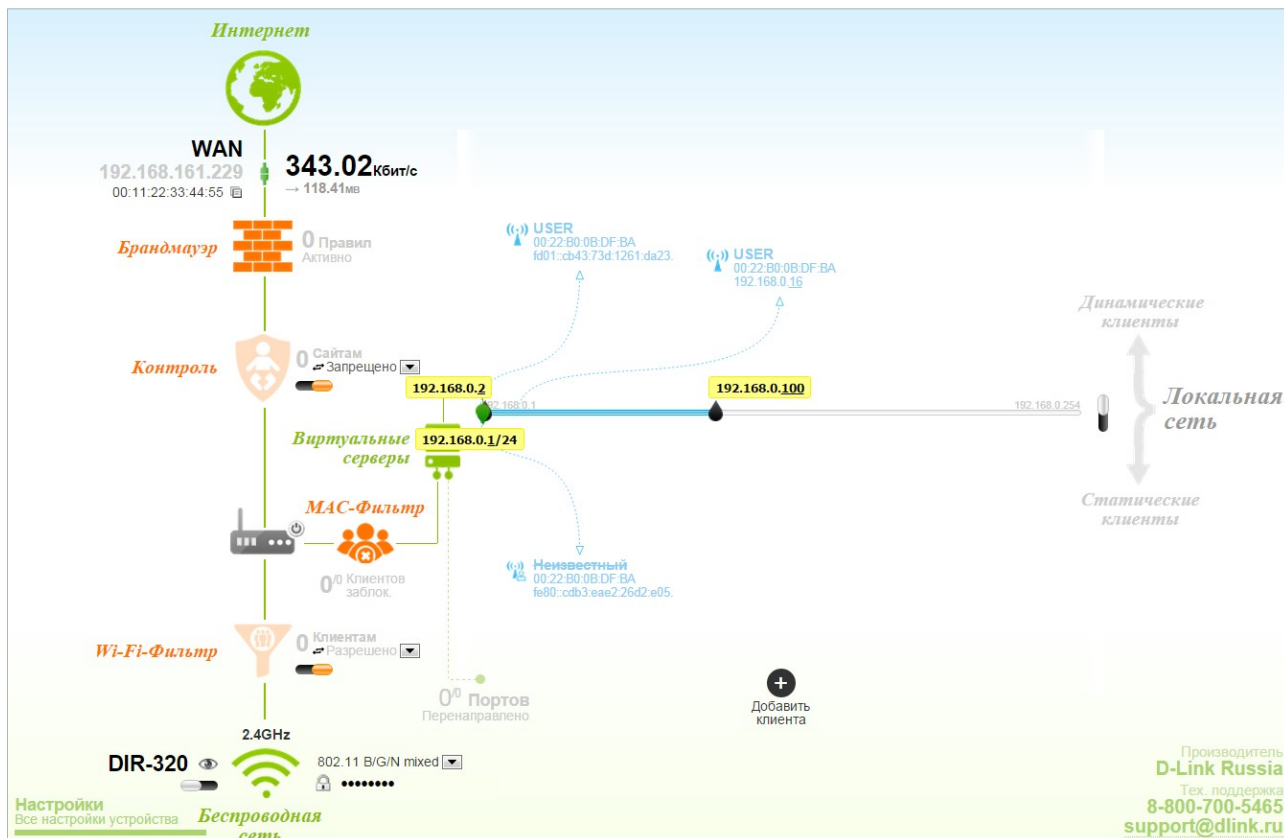 Интернет
WAN
192.168.161.229
00:11:22:33:44:55
343.02Кбит/с
→ 118.41мв
Брандмауэр
0 Правил
Активно
USER
00:22:B0:0B:DF:BA
fd01::cb43:73d:1261:da23.
USER
00:22:B0:0B:DF:BA
192.168.0.16
Динамические
клиенты
Контроль
0 Сайтам
Запрещено
192.168.0.2
192.168.0.1
192.168.0.100
192.168.0.254
Локальная
сеть
Виртуальные
серверы
192.168.0.1/24
Статические
клиенты
MAC-Фильтр
0/0 Клиентов
заблок.
Неизвестный
00:22:B0:0B:DF:BA
fe80::cdb3:eae2:26d2:e05.
Wi-Fi-Фильтр
0 Клиентам
Разрешено
0/0 Портов
Перенаправлено
Добавить
клиента
2.4GHz
DIR-320
802.11 B/G/N mixed
••••••••
Беспроводная
сеть
Настройки
Все настройки устройства
Производитель
D-Link Russia
Тех. поддержка
8-800-700-5465
support@dlink.ru